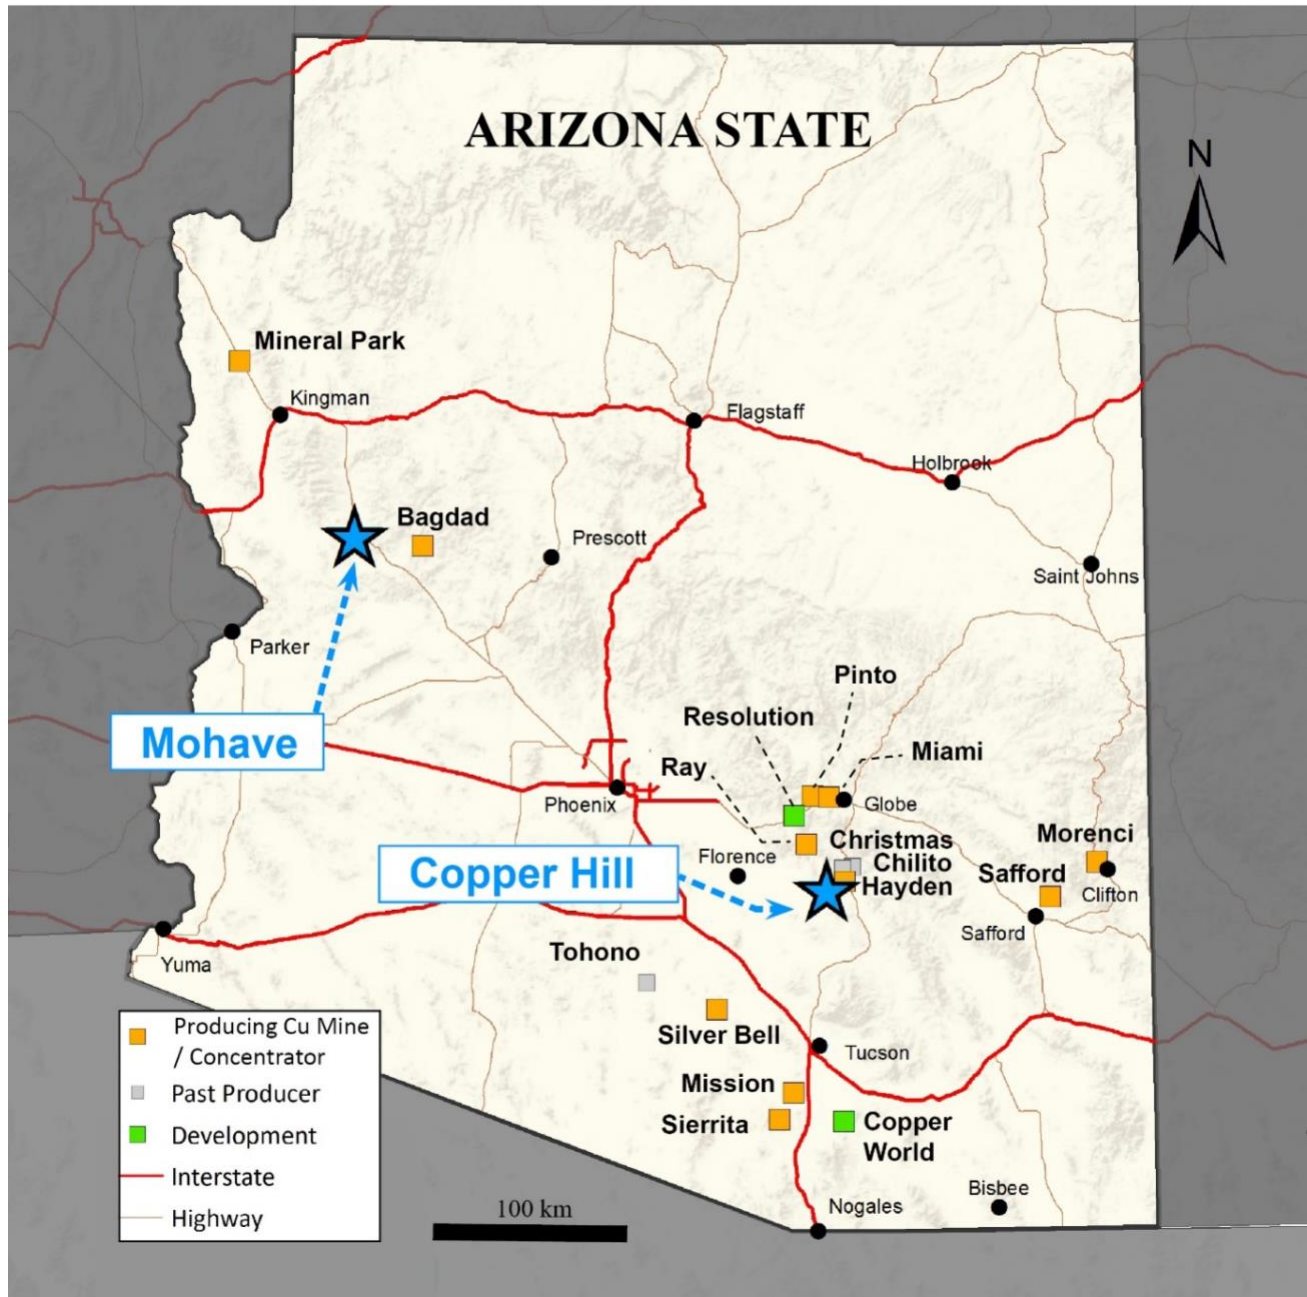 ARIZONA STATE
N
Mineral Park
Kingman
Flagstaff
Holbrook
Bagdad
Prescott
Saint Johns
Parker
Pinto
Resolution
Mohave
Ray
Miami
Phoenix
Globe
Christmas
Morenci
Florence
Chilito
Copper Hill
Hayden
Safford
Clifton
Safford
Yuma
Tohono
Silver Bell
Tucson
Mission
Sierrita
Copper
World
Bisbee
Nogales
100 km
Producing Cu Mine
/ Concentrator
Past Producer
Development
Interstate
Highway